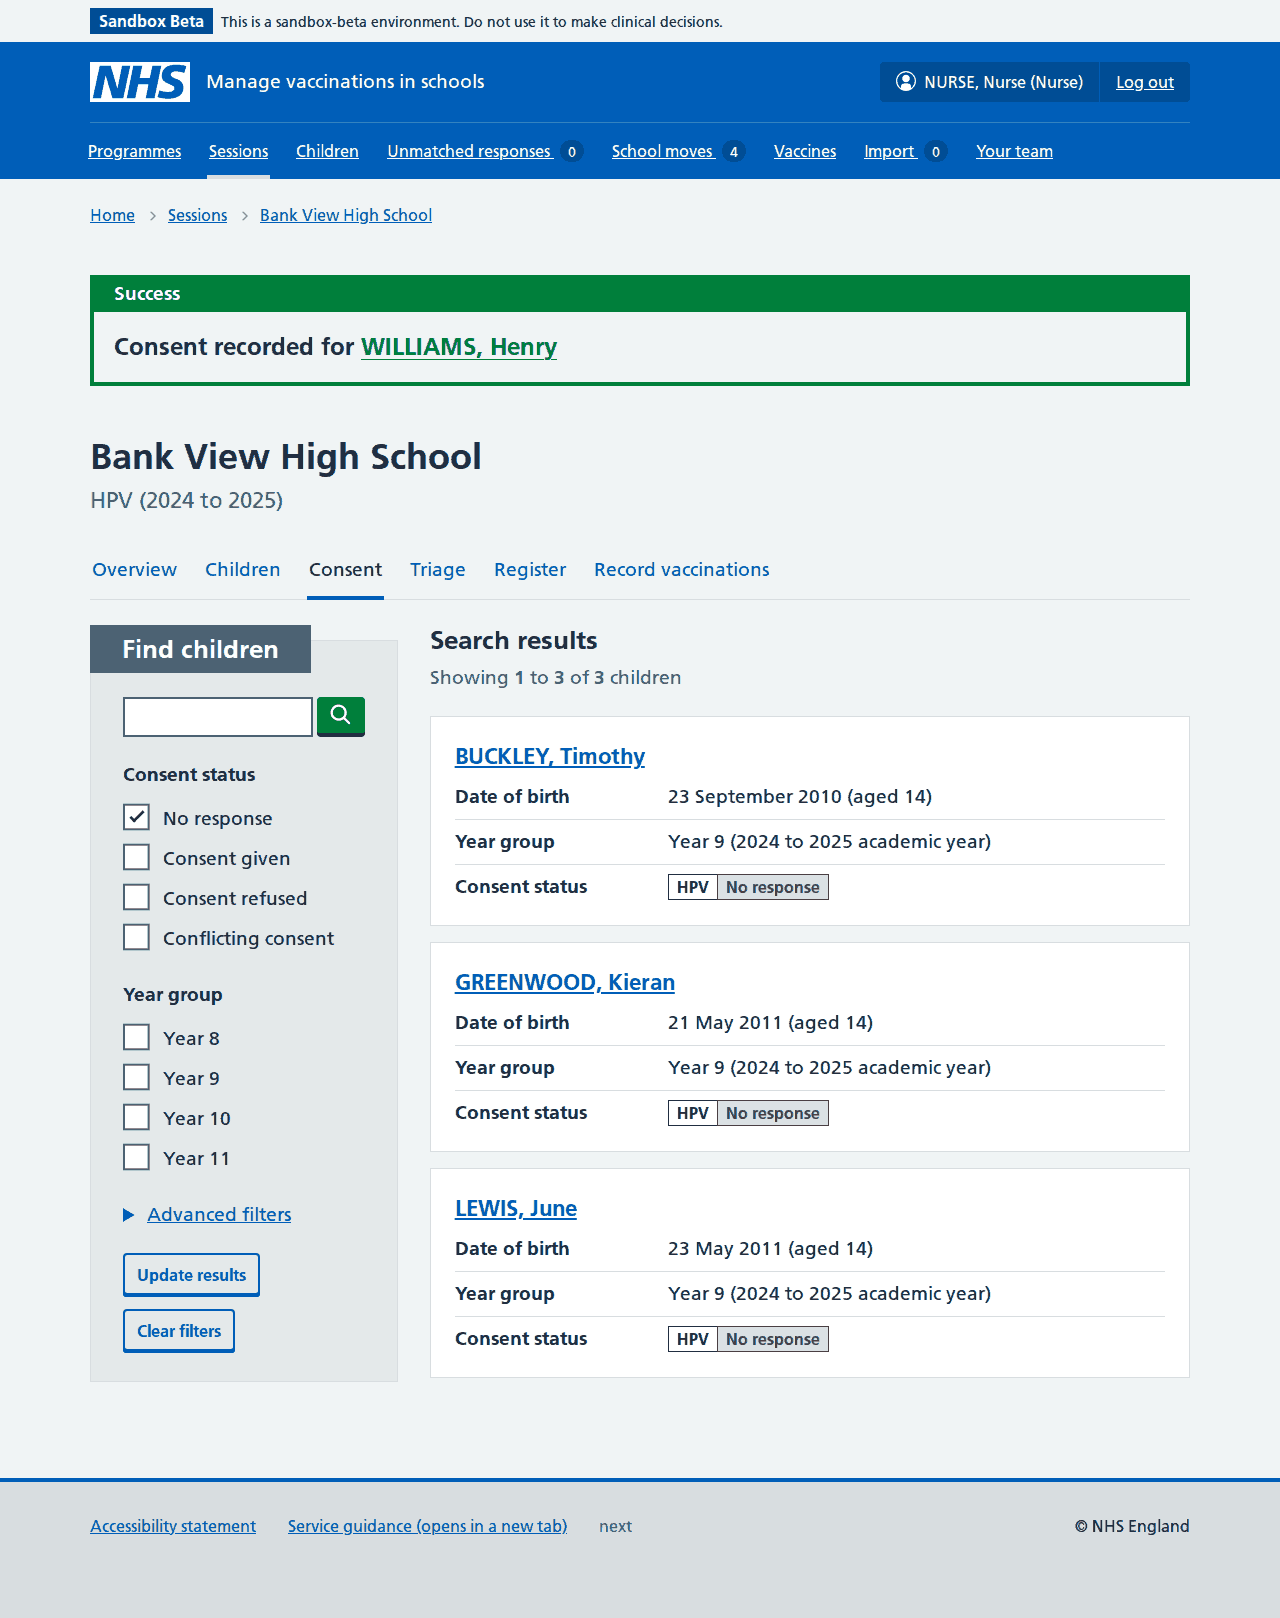 Sandbox Beta This is a sandbox-beta environment. Do not use it to make clinical decisions.
NHS Manage vaccinations in schools NURSE, Nurse (Nurse) Log out
Programmes Sessions Children Unmatched responses 0 School moves 4 Vaccines Import 0 Your team
Home Sessions Bank View High School
Success
Consent recorded for WILLIAMS, Henry
Bank View High School
HPV (2024 to 2025)
Overview Children Consent Triage Register Record vaccinations
Find children
Consent status
No response
Consent given
Consent refused
Conflicting consent
Year group
Year 8
Year 9
Year 10
Year 11
Advanced filters
Update results
Clear filters
Search results
Showing 1 to 3 of 3 children
BUCKLEY, Timothy
Date of birth 23 September 2010 (aged 14)
Year group Year 9 (2024 to 2025 academic year)
Consent status HPV No response
GREENWOOD, Kieran
Date of birth 21 May 2011 (aged 14)
Year group Year 9 (2024 to 2025 academic year)
Consent status HPV No response
LEWIS, June
Date of birth 23 May 2011 (aged 14)
Year group Year 9 (2024 to 2025 academic year)
Consent status HPV No response
Accessibility statement Service guidance (opens in a new tab) next © NHS England